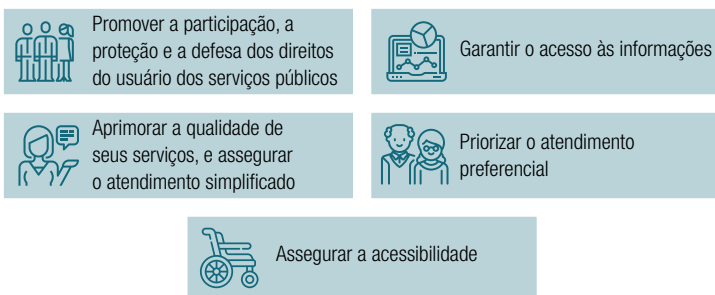 Promover a participação, a
proteção e a defesa dos direitos
do usuário dos serviços públicos
Garantir o acesso às informações
Aprimorar a qualidade de
seus serviços, e assegurar
o atendimento simplificado
Priorizar o atendimento
preferencial
Assegurar a acessibilidade